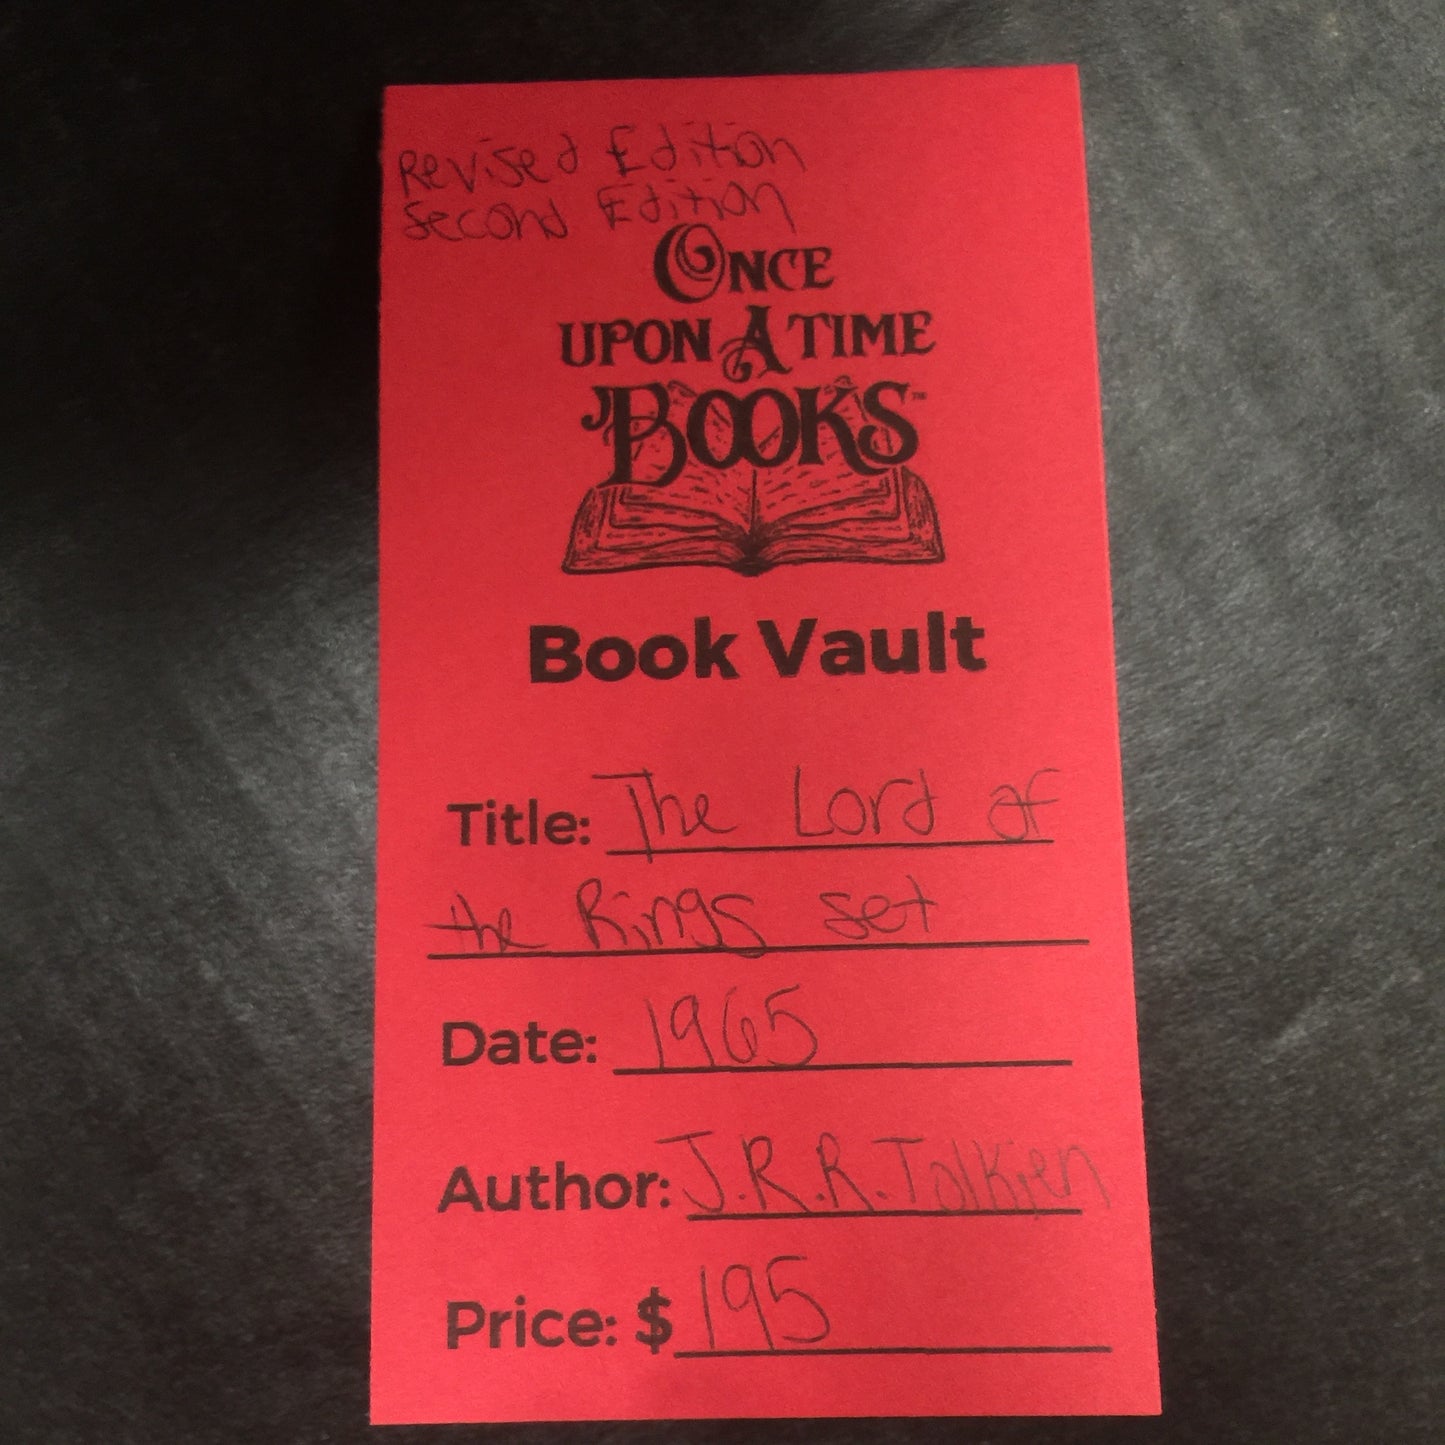 Revised Edition
Second Edition
ONCE
UPON A TIME
BOOKS™
Book Vault
Title: The Lord of
the Rings set
Date: 1965
Author: J.R.R. Tolkien
Price: $195